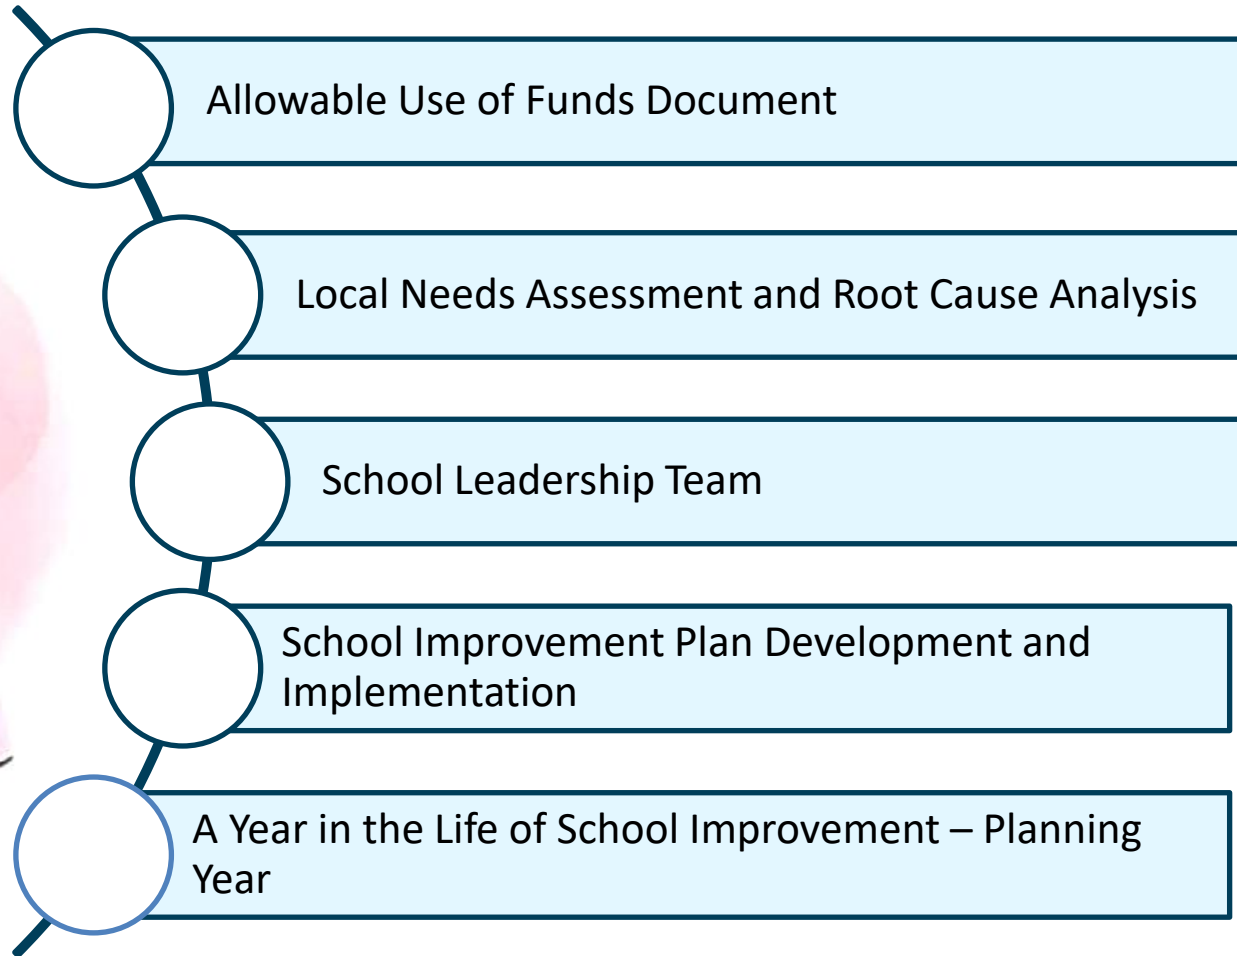 Allowable Use of Funds Document
Local Needs Assessment and Root Cause Analysis
School Leadership Team
School Improvement Plan Development and
Implementation
A Year in the Life of School Improvement – Planning
Year